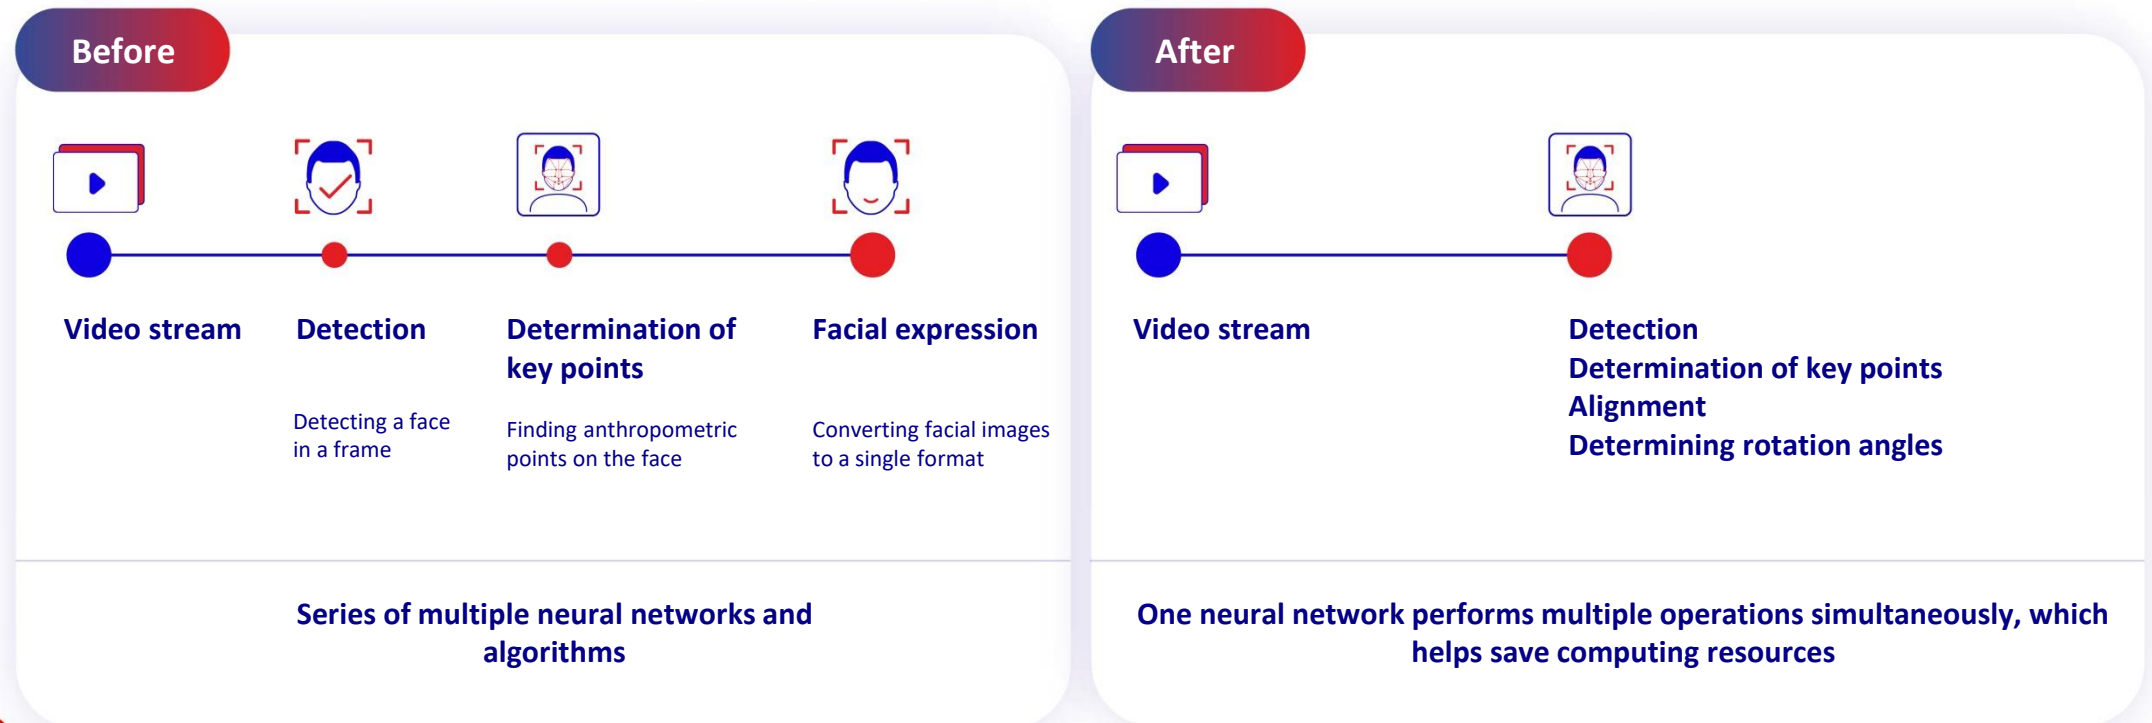 Before
Video stream
Detection
Detecting a face
in a frame
Determination of
key points
Finding anthropometric
points on the face
Facial expression
Converting facial images
to a single format
Series of multiple neural networks and
algorithms
After
Video stream
Detection
Determination of key points
Alignment
Determining rotation angles
One neural network performs multiple operations simultaneously, which
helps save computing resources